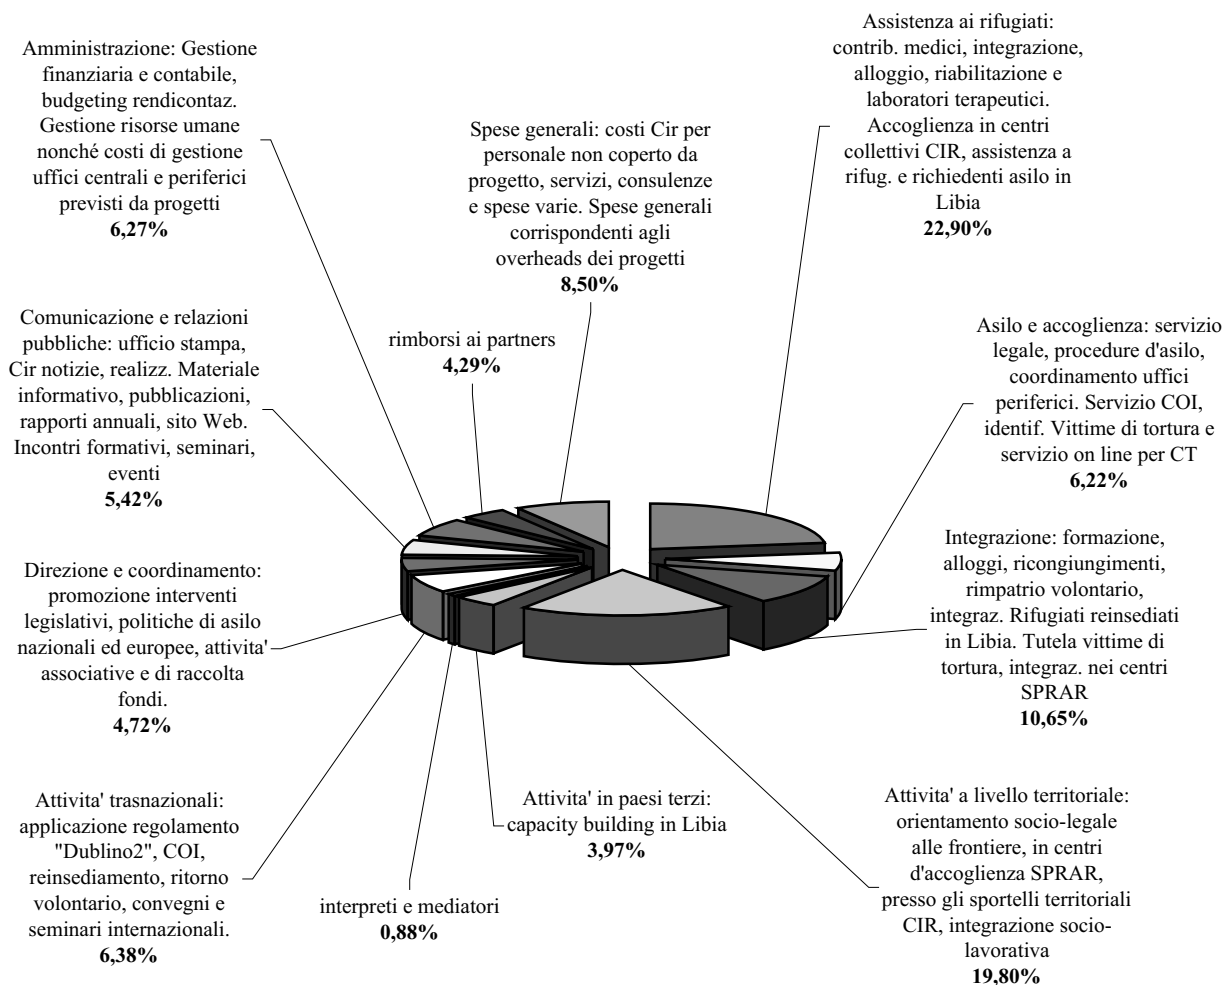 Amministrazione: Gestione
finanziaria e contabile,
budgeting rendicontaz.
Gestione risorse umane
nonché costi di gestione
uffici centrali e periferici
previsti da progetti
6,27%
Spese generali: costi Cir per
personale non coperto da
progetto, servizi, consulenze
e spese varie. Spese generali
corrispondenti agli
overheads dei progetti
8,50%
Assistenza ai rifugiati:
contrib. medici, integrazione,
alloggio, riabilitazione e
laboratori terapeutici.
Accoglienza in centri
collettivi CIR, assistenza a
rifug. e richiedenti asilo in
Libia
22,90%
Comunicazione e relazioni
pubbliche: ufficio stampa,
Cir notizie, realizz. Materiale
informativo, pubblicazioni,
rapporti annuali, sito Web.
Incontri formativi, seminari,
eventi
5,42%
rimborsi ai partners
4,29%
Asilo e accoglienza: servizio
legale, procedure d'asilo,
coordinamento uffici
periferici. Servizio COI,
identif. Vittime di tortura e
servizio on line per CT
6,22%
Direzione e coordinamento:
promozione interventi
legislativi, politiche di asilo
nazionali ed europee, attivita'
associative e di raccolta
fondi.
4,72%
Integrazione: formazione,
alloggi, ricongiungimenti,
rimpatrio volontario,
integraz. Rifugiati reinsediati
in Libia. Tutela vittime di
tortura, integraz. nei centri
SPRAR
10,65%
Attivita' trasnazionali:
applicazione regolamento
"Dublino2", COI,
reinsediamento, ritorno
volontario, convegni e
seminari internazionali.
6,38%
interpreti e mediatori
0,88%
Attivita' in paesi terzi:
capacity building in Libia
3,97%
Attivita' a livello territoriale:
orientamento socio-legale
alle frontiere, in centri
d'accoglienza SPRAR,
presso gli sportelli territoriali
CIR, integrazione socio-
lavorativa
19,80%